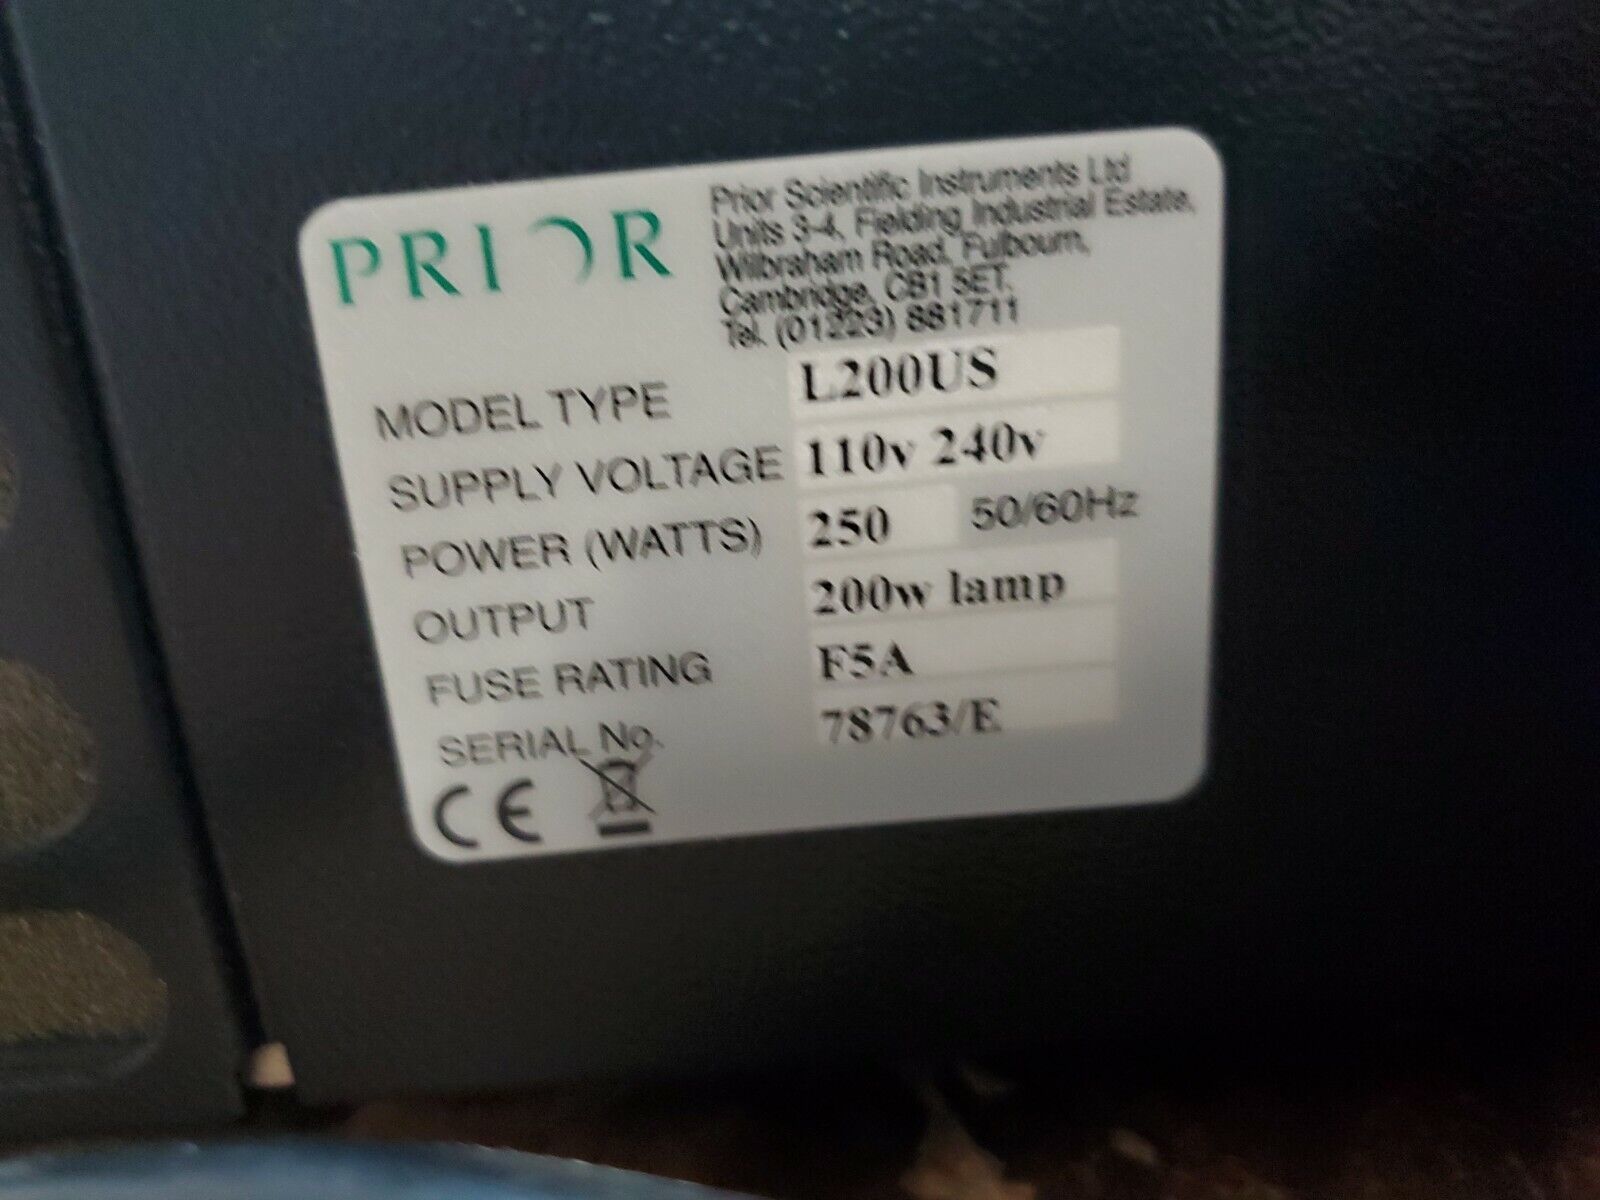 PRIOR
Prior Scientific Instruments Ltd
Units 3-4, Fielding Industrial Estate,
Wilbraham Road, Fulbourn,
Cambridge, CB1 5ET.
Tel. (01223) 881711
MODEL TYPE L200US
SUPPLY VOLTAGE 110v 240v
POWER (WATTS) 250 50/60Hz
OUTPUT 200w lamp
FUSE RATING F5A
SERIAL No. 78763/E
CE